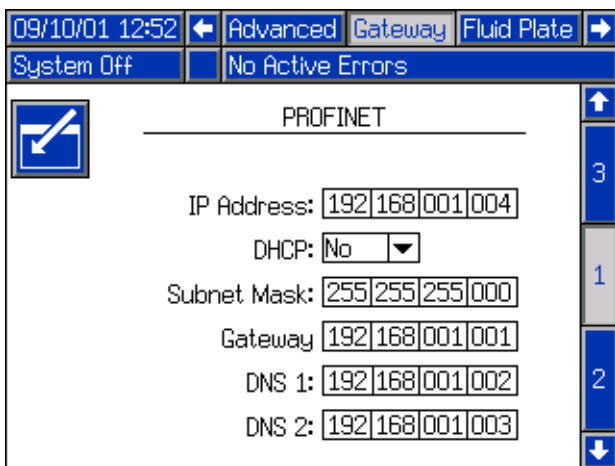 09/10/01 12:52 Advanced Gateway Fluid Plate
System Off No Active Errors
PROFINET
3
IP Address: 192 168 001 004
DHCP: No
Subnet Mask: 255 255 255 000
1
Gateway 192 168 001 001
DNS 1: 192 168 001 002
2
DNS 2: 192 168 001 003